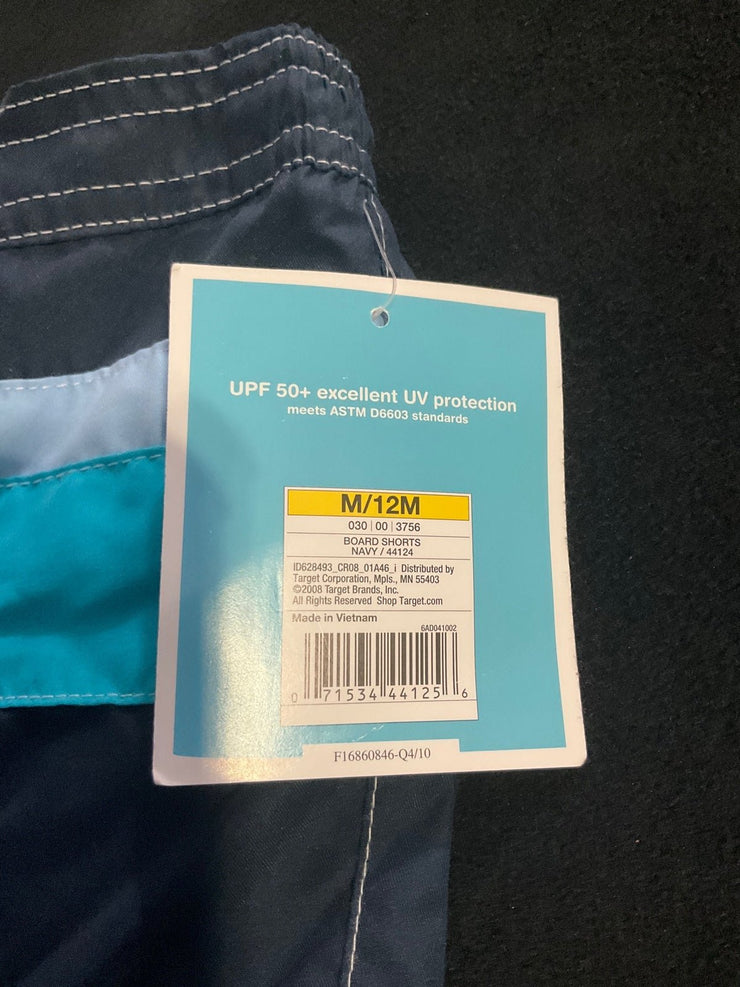 UPF 50+ excellent UV protection
meets ASTM D6603 standards
M/12M
030 | 00 | 3756
BOARD SHORTS
NAVY / 44124
ID628493_CR08_01A46_i Distributed by
Target Corporation, Mpls., MN 55403
©2008 Target Brands, Inc.
All Rights Reserved Shop Target.com
Made in Vietnam
6AD041002
0 71534 44125 6
F16860846-Q4/10